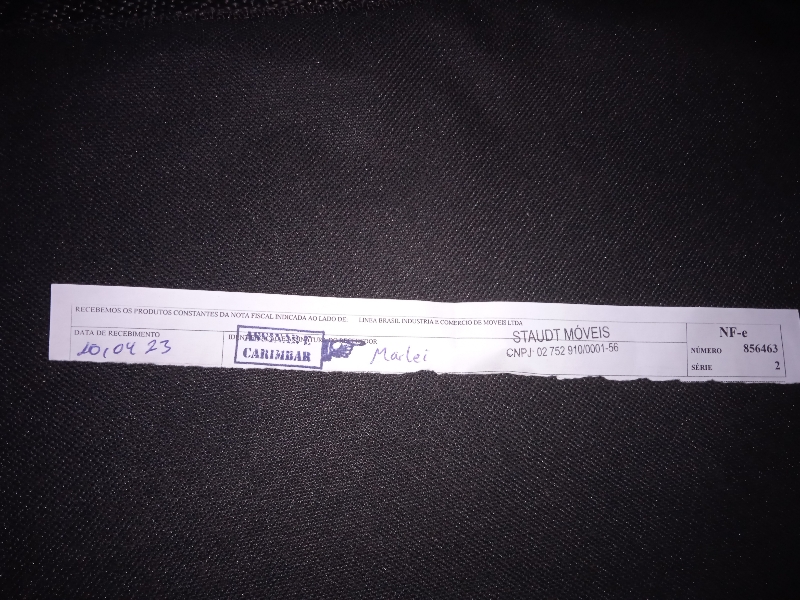 RECEBEMOS OS PRODUTOS CONSTANTES DA NOTA FISCAL INDICADA AO LADO DE: LINEA BRASIL INDUSTRIA E COMERCIO DE MOVEIS LTDA
DATA DE RECEBIMENTO
20,04 23
CARIMBAR
Marlei
STAUDT MÓVEIS
CNPJ: 02 752 910/0001-56
NF-e
NÚMERO 856463
SÉRIE 2